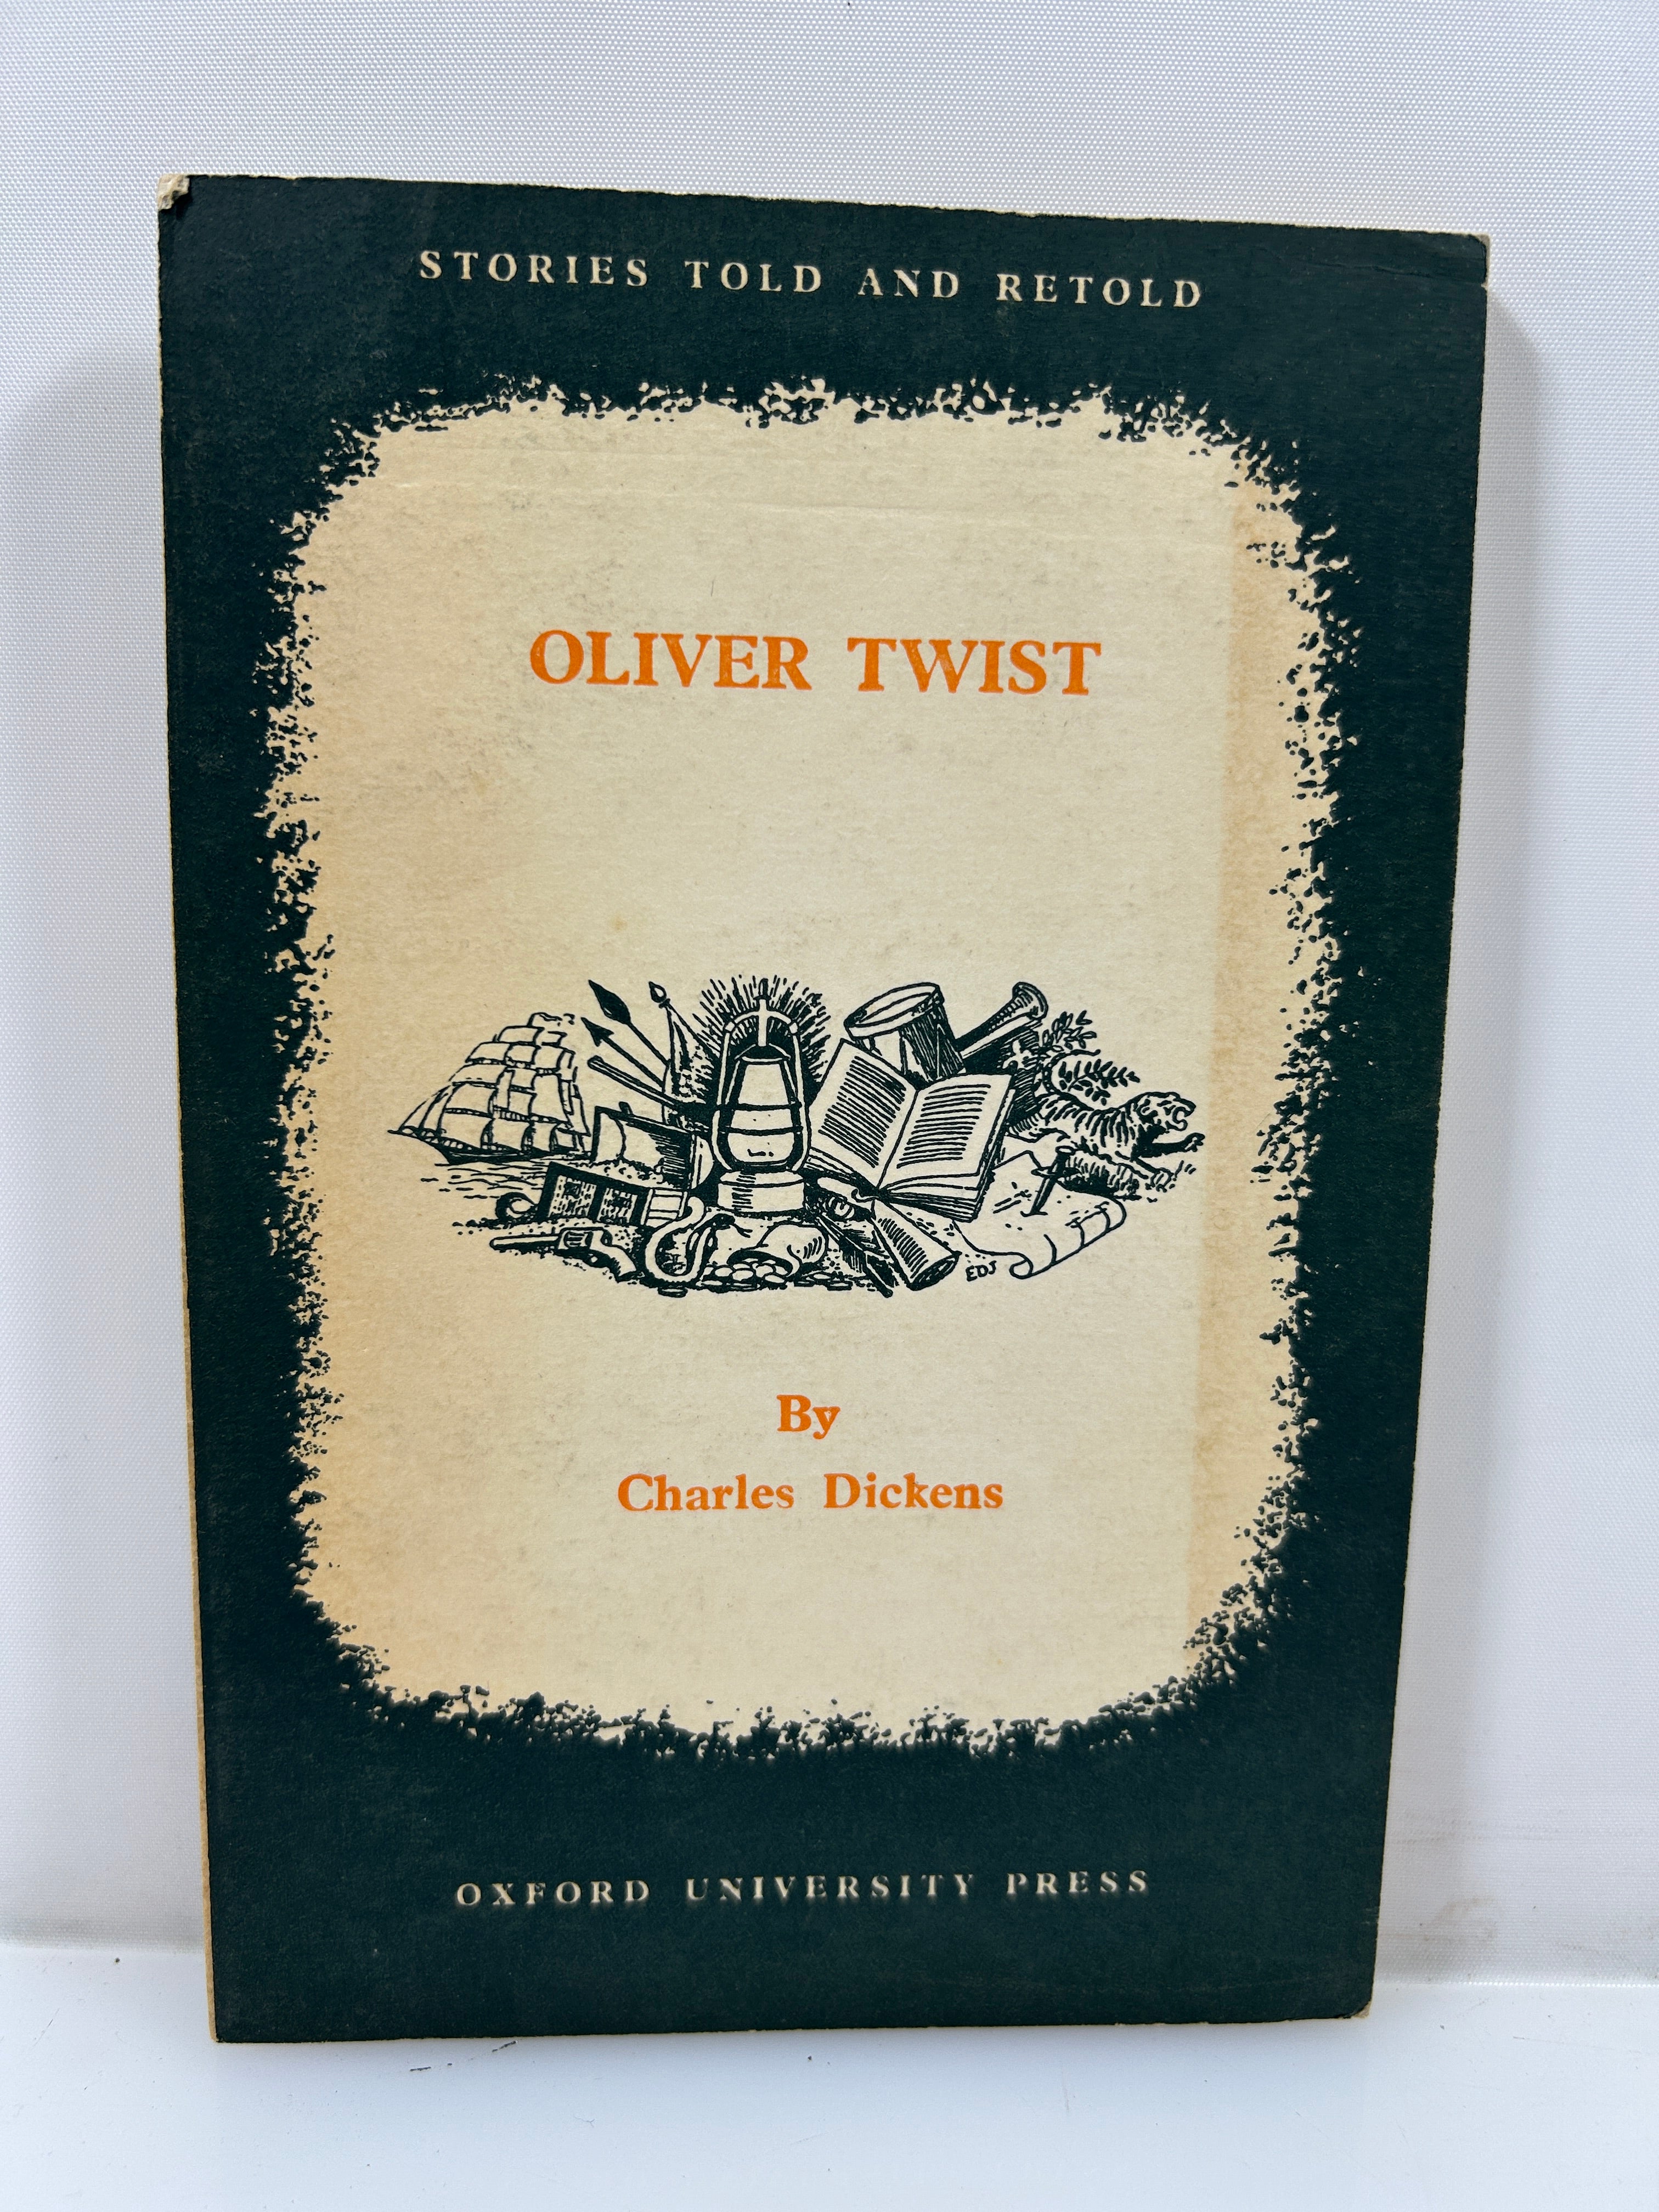 STORIES TOLD AND RETOLD
OLIVER TWIST
EDJ
By
Charles Dickens
OXFORD UNIVERSITY PRESS